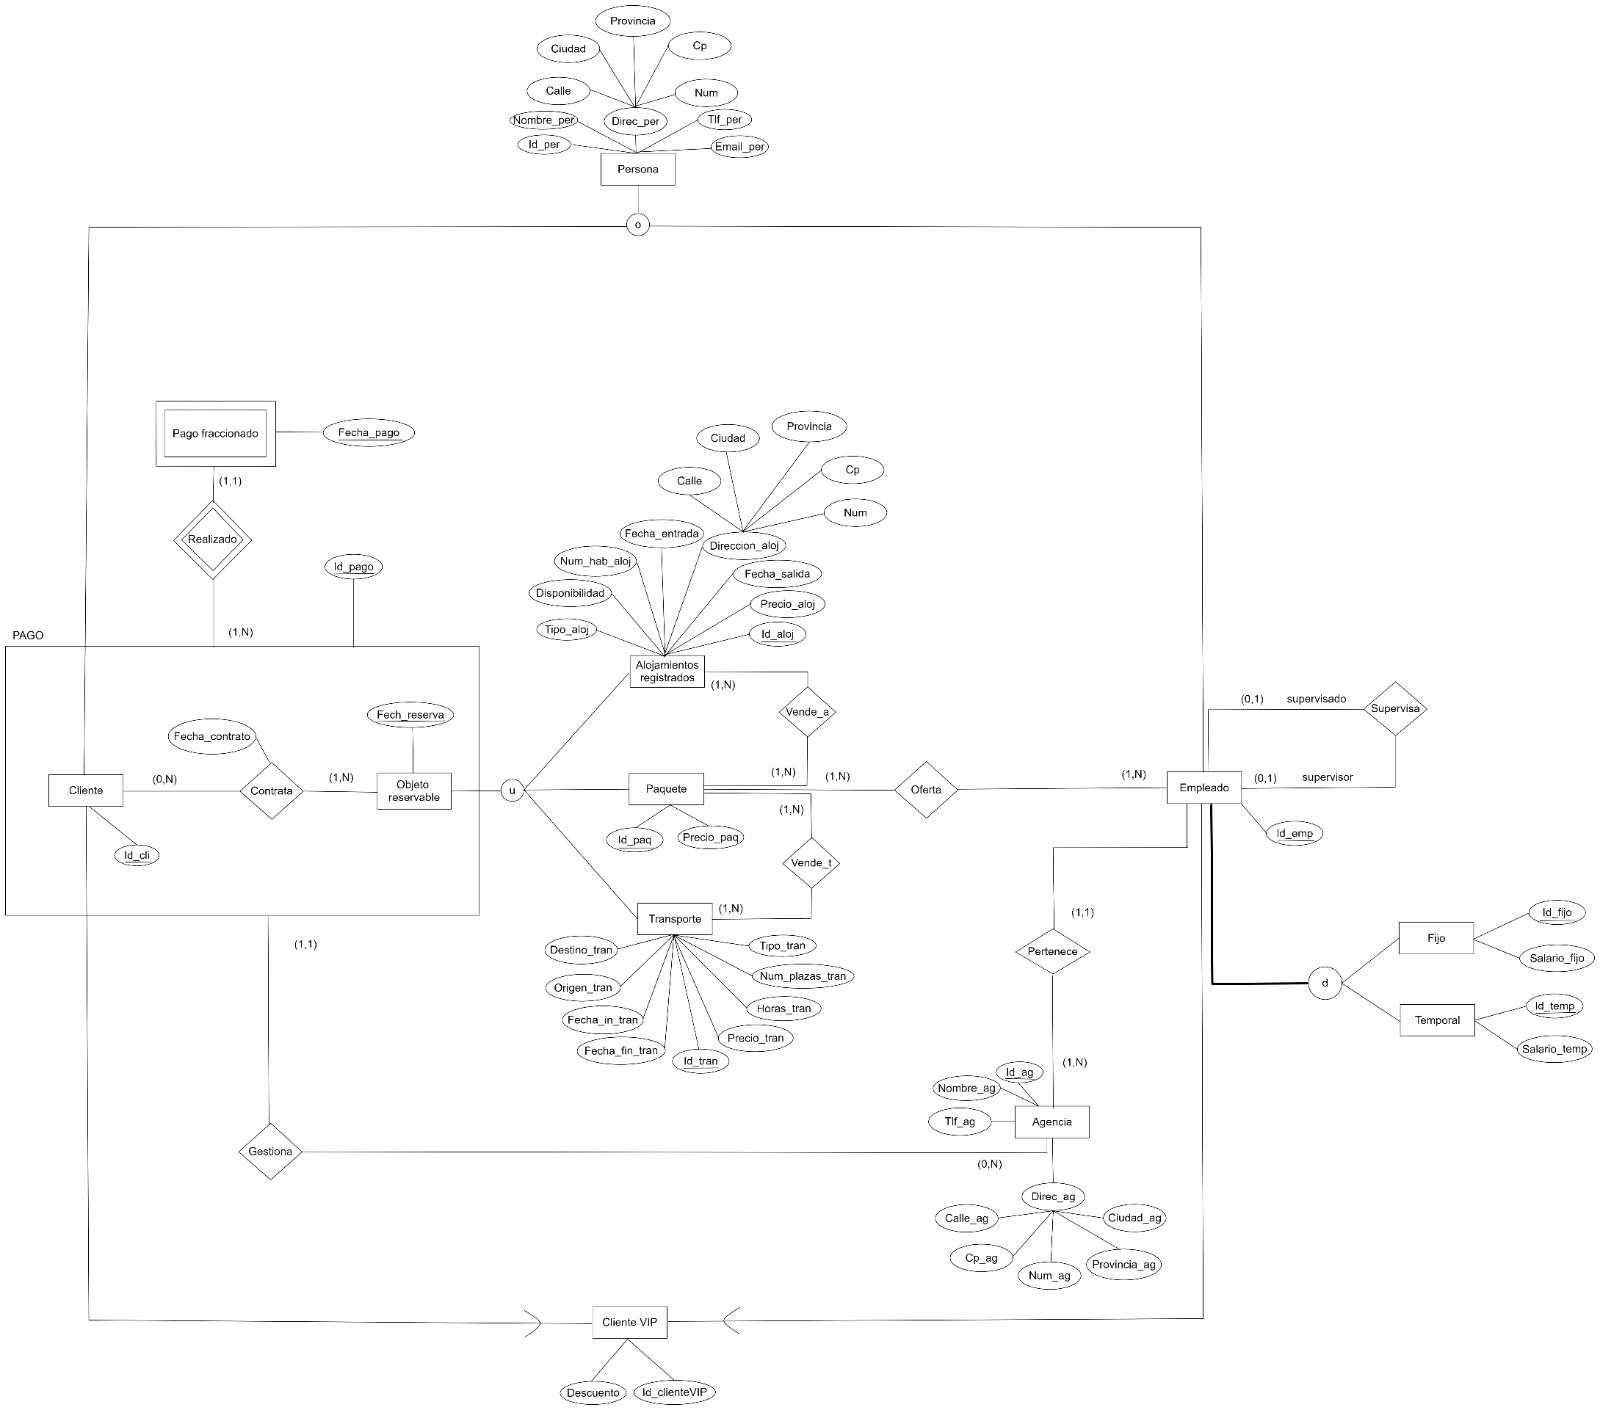 Provincia
Ciudad
Cp
Calle
Num
Nombre_per
Direc_per
Tlf_per
Id_per
Email_per
Persona
o
Pago fraccionado
Fecha_pago
(1,1)
Realizado
Id_pago
(1,N)
PAGO
Provincia
Ciudad
Cp
Calle
Num
Fecha_entrada
Direccion_aloj
Num_hab_aloj
Fecha_salida
Disponibilidad
Precio_aloj
Tipo_aloj
Id_aloj
Alojamientos
registrados
(1,N)
Vende_a
(1,N)
Fech_reserva
Fecha_contrato
Cliente
(0,N)
Contrata
(1,N)
Objeto
reservable
u
Paquete
(1,N)
Oferta
(1,N)
Empleado
(0,1)
supervisado
Supervisa
(0,1)
supervisor
Id_cli
Id_paq
Precio_paq
(1,N)
Id_emp
Vende_t
(1,N)
Transporte
Destino_tran
Tipo_tran
Origen_tran
Num_plazas_tran
Fecha_in_tran
Horas_tran
Fecha_fin_tran
Precio_tran
Id_tran
(1,1)
Pertenece
(1,N)
Fijo
Id_fijo
Salario_fijo
d
Temporal
Id_temp
Salario_temp
(1,1)
Id_ag
Nombre_ag
Tlf_ag
Agencia
Gestiona
(0,N)
Direc_ag
Calle_ag
Ciudad_ag
Cp_ag
Num_ag
Provincia_ag
Cliente VIP
Descuento
Id_clienteVIP